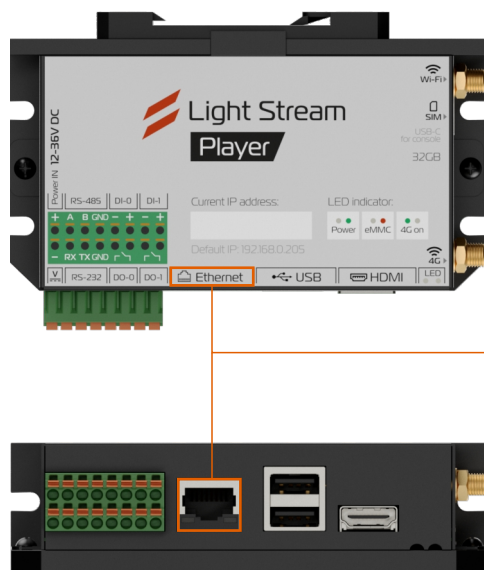 Wi-Fi
SIM
USB-C
for console
32GB
Power IN 12-36V DC
Light Stream
Player
RS-485 DI-0 DI-1
+ A B GND - + - +
- RX TX GND
RS-232 DO-0 DO-1
Current IP address:
Default IP: 192.168.0.205
LED indicator:
Power eMMC 4G on
4G
V
Ethernet
USB
HDMI
LED